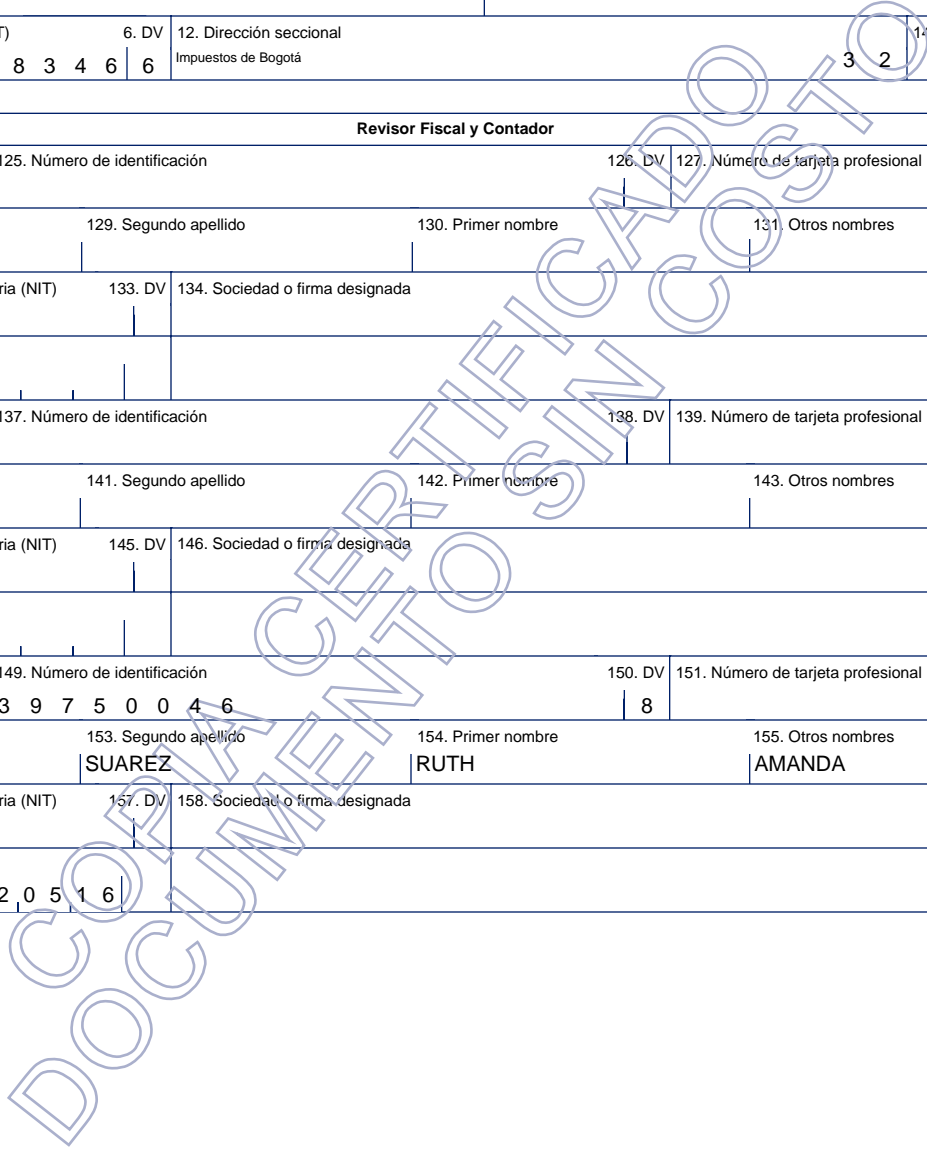 T) 6. DV 12. Dirección seccional 14
8 3 4 6 6 Impuestos de Bogotá 3 2
Revisor Fiscal y Contador
125. Número de identificación 126. DV 127. Número de tarjeta profesional
129. Segundo apellido 130. Primer nombre 131. Otros nombres
ria (NIT) 133. DV 134. Sociedad o firma designada
137. Número de identificación 138. DV 139. Número de tarjeta profesional
141. Segundo apellido 142. Primer nombre 143. Otros nombres
ria (NIT) 145. DV 146. Sociedad o firma designada
149. Número de identificación 150. DV 151. Número de tarjeta profesional
3 9 7 5 0 0 4 6 8
153. Segundo apellido 154. Primer nombre 155. Otros nombres
SUAREZ RUTH AMANDA
ria (NIT) 157. DV 158. Sociedad o firma designada
2 0 5 1 6
COPIA CERTIFICADO
DOCUMENTO SIN COSTO